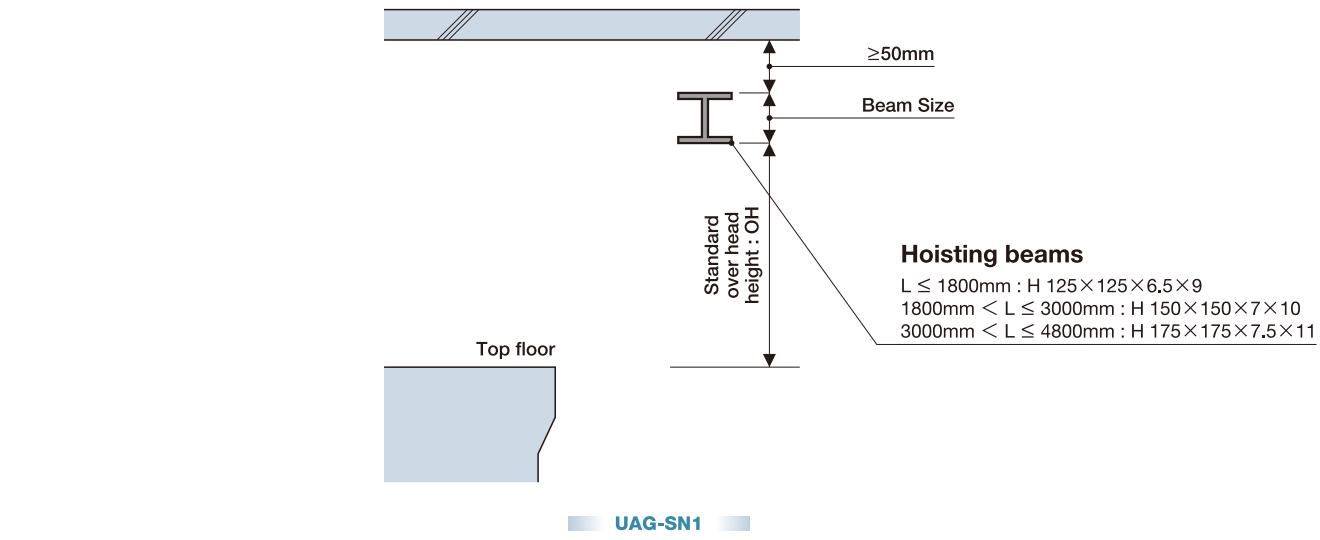 ≥50mm
Beam Size
Standard
over head
height : OH
Hoisting beams
L ≤ 1800mm : H 125×125×6.5×9
1800mm < L ≤ 3000mm : H 150×150×7×10
3000mm < L ≤ 4800mm : H 175×175×7.5×11
Top floor
UAG-SN1